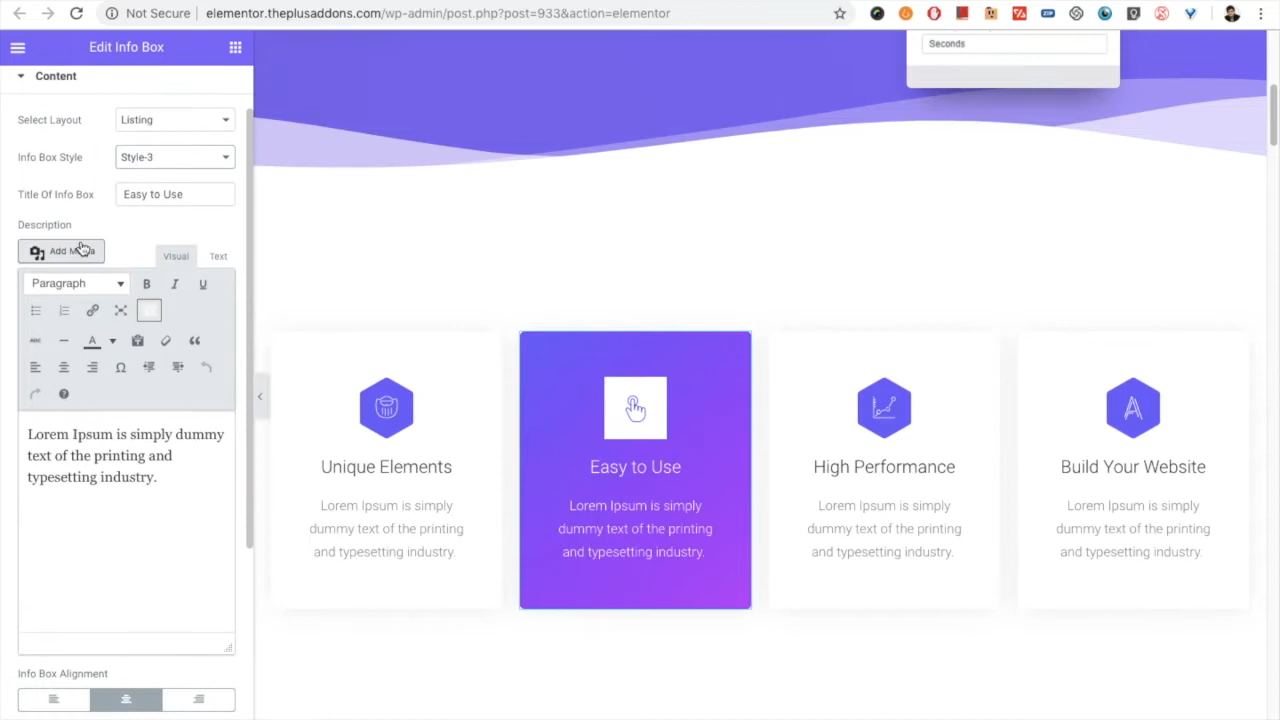 Not Secure
elementor.theplusaddons.com/wp-admin/post.php?post=933&action=elementor
ZIP
Edit Info Box
Seconds
Content
Select Layout
Listing
Info Box Style
Style-3
Title Of Info Box
Easy to Use
Description
Visual
Text
Paragraph
B
I
U
ABC
A
Ω
Lorem Ipsum is simply dummy
text of the printing and
typesetting industry.
Info Box Alignment
Unique Elements
Lorem Ipsum is simply
dummy text of the printing
and typesetting industry.
Easy to Use
Lorem Ipsum is simply
dummy text of the printing
and typesetting industry.
High Performance
Lorem Ipsum is simply
dummy text of the printing
and typesetting industry.
Build Your Website
Lorem Ipsum is simply
dummy text of the printing
and typesetting industry.